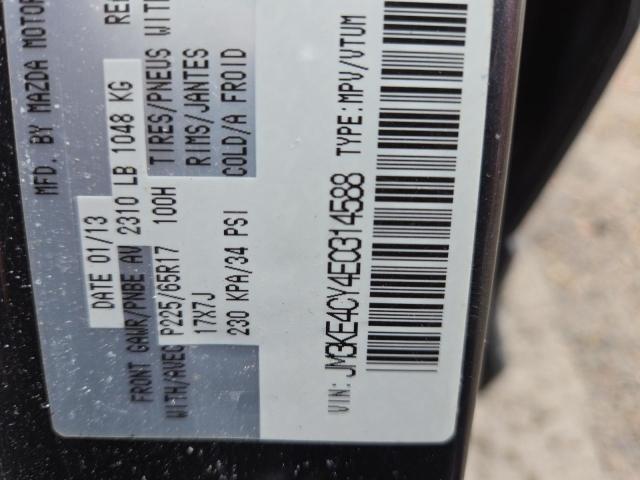 MFD. BY MAZDA MOTOR
DATE 01/13
FRONT GAWR/PNBE AV 2310 LB 1048 KG
WITH/AVEC P225/65R17 100H TIRES/PNEUS WIT
17X7J RIMS/JANTES
230 KPA/34 PSI COLD/A FROID
VIN: JM3KE4CY4E0314588 TYPE:MPV/VTUM